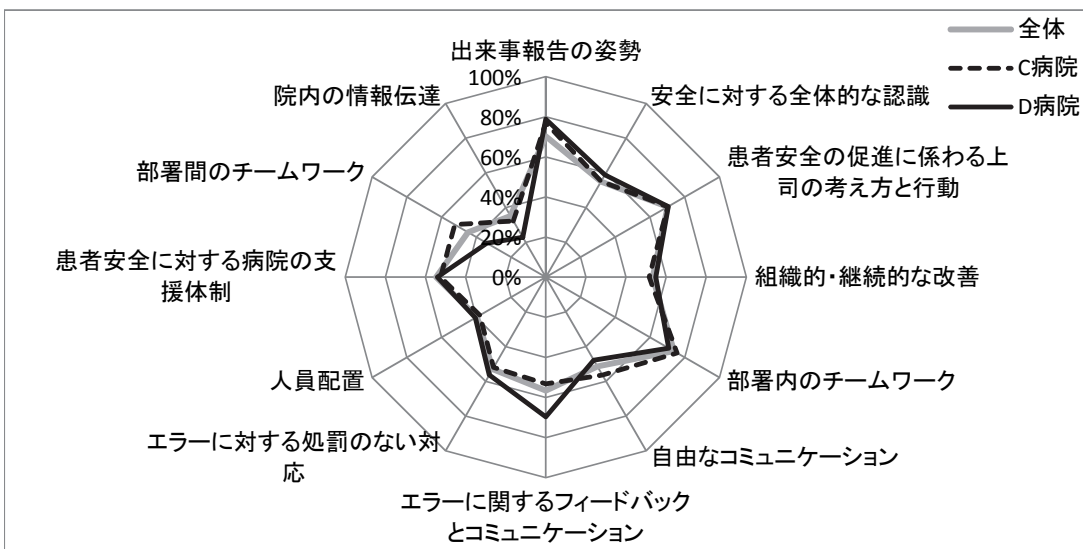 全体
C病院
D病院
出来事報告の姿勢
安全に対する全体的な認識
患者安全の促進に係わる上
司の考え方と行動
組織的・継続的な改善
部署内のチームワーク
自由なコミュニケーション
エラーに関するフィードバック
とコミュニケーション
エラーに対する処罰のない対
応
人員配置
患者安全に対する病院の支
援体制
部署間のチームワーク
院内の情報伝達
100%
80%
60%
40%
20%
0%